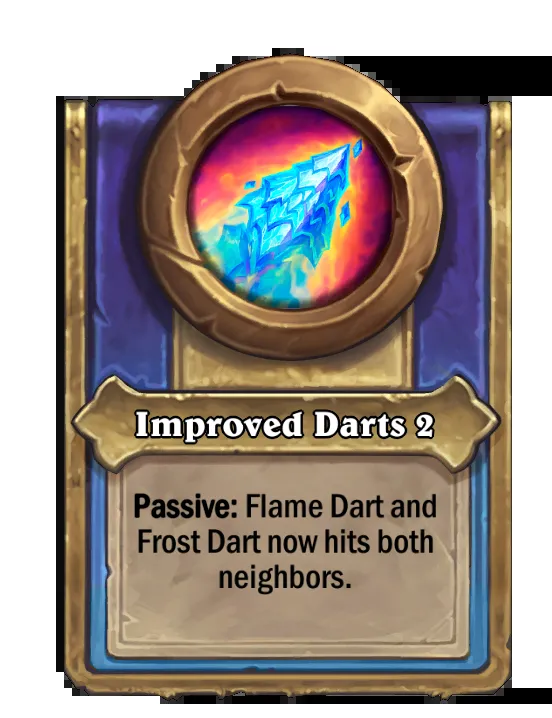 Improved Darts 2
Passive: Flame Dart and
Frost Dart now hits both
neighbors.